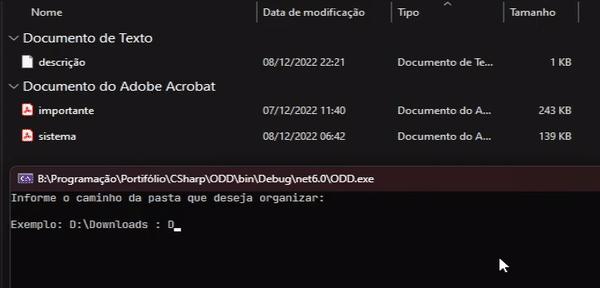 Nome Data de modificação Tipo Tamanho
Documento de Texto
descrição 08/12/2022 22:21 Documento de Te... 1 KB
Documento do Adobe Acrobat
importante 07/12/2022 11:40 Documento do A... 243 KB
sistema 08/12/2022 06:42 Documento do A... 139 KB
B:\Programação\Portifólio\CSharp\ODD\bin\Debug\net6.0\ODD.exe
Informe o caminho da pasta que deseja organizar:
Exemplo: D:\Downloads : D